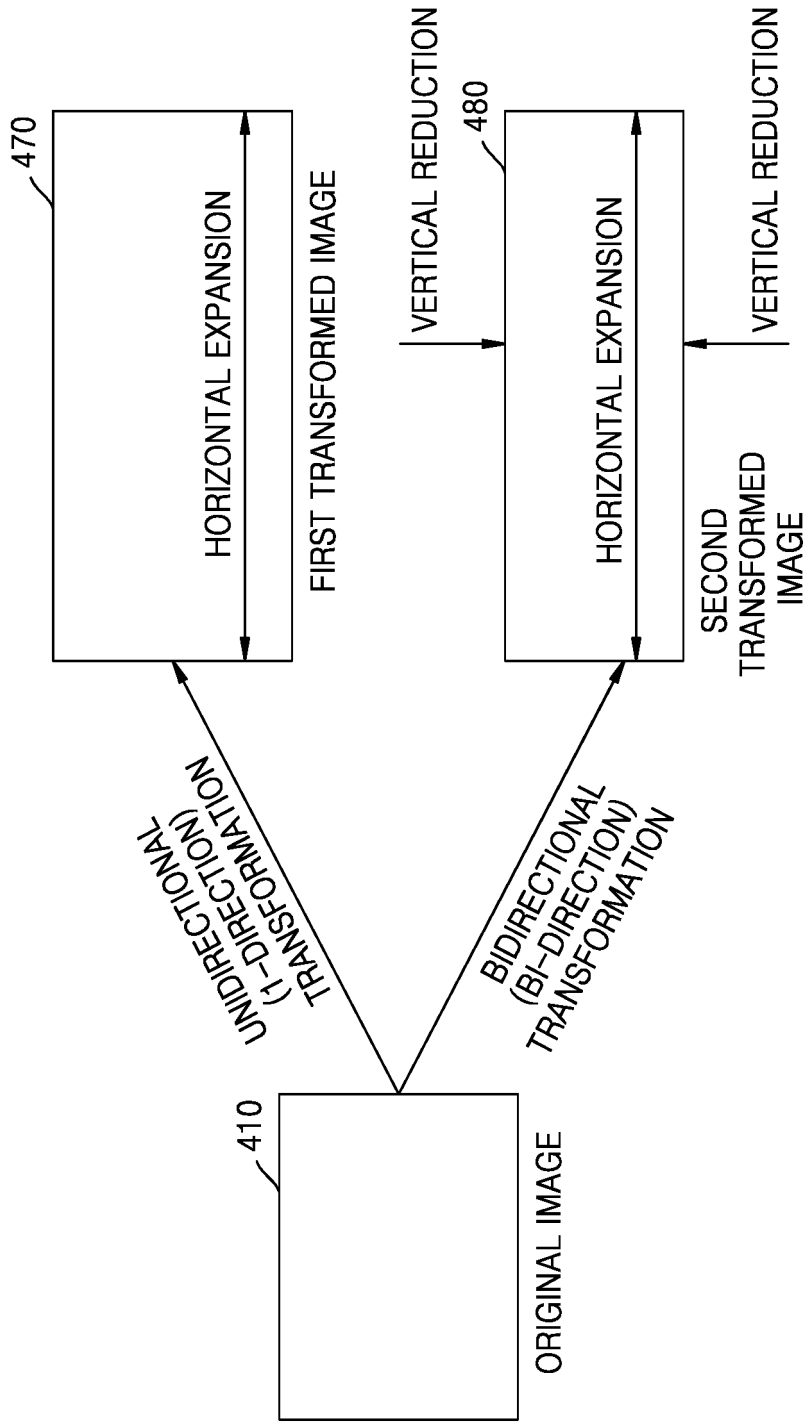 410
ORIGINAL IMAGE
UNIDIRECTIONAL
(1-DIRECTION)
TRANSFORMATION
470
HORIZONTAL EXPANSION
FIRST TRANSFORMED IMAGE
BIDIRECTIONAL
(BI-DIRECTION)
TRANSFORMATION
VERTICAL REDUCTION
480
HORIZONTAL EXPANSION
SECOND
TRANSFORMED
IMAGE
VERTICAL REDUCTION